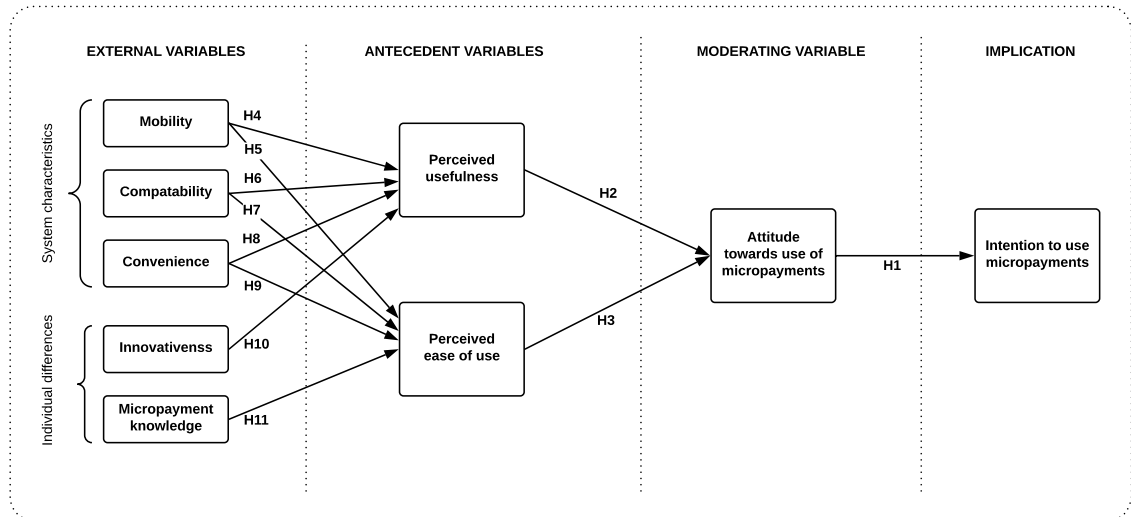 EXTERNAL VARIABLES
ANTECEDENT VARIABLES
MODERATING VARIABLE
IMPLICATION
System characteristics
Mobility
Compatability
Convenience
Individual differences
Innovativenss
Micropayment
knowledge
H4
H5
H6
H7
H8
H9
H10
H11
Perceived
usefulness
Perceived
ease of use
H2
H3
Attitude
towards use of
micropayments
H1
Intention to use
micropayments